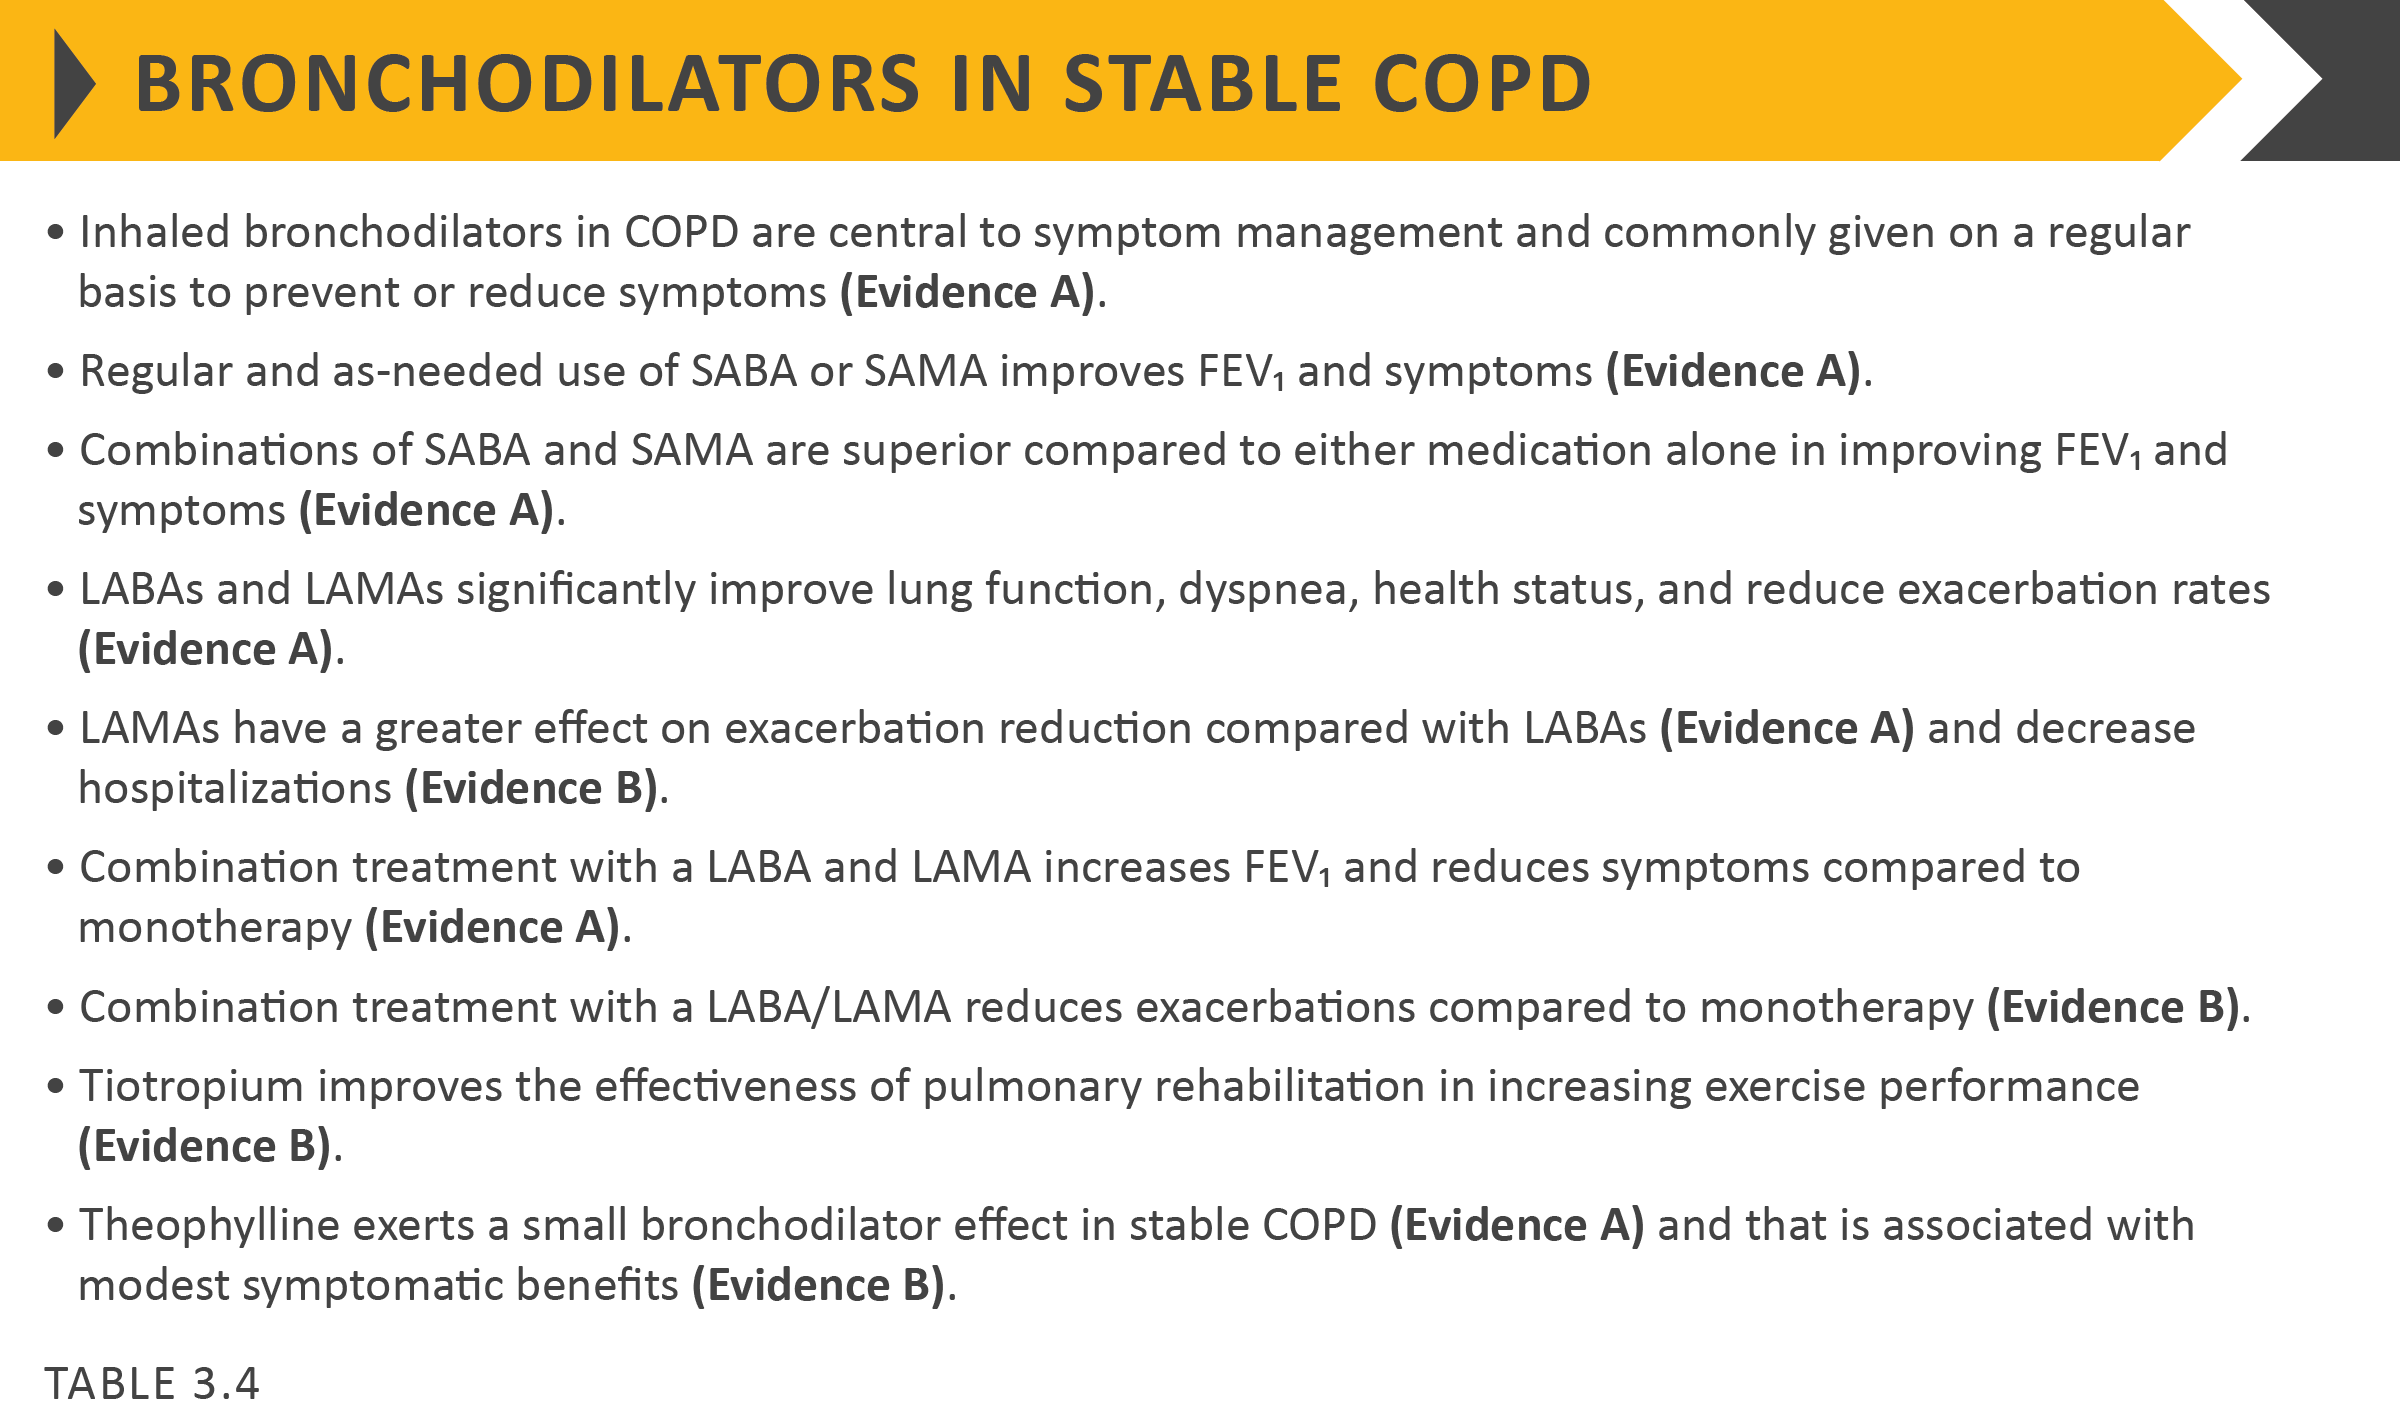 BRONCHODILATORS IN STABLE COPD
• Inhaled bronchodilators in COPD are central to symptom management and commonly given on a regular
basis to prevent or reduce symptoms (Evidence A).
• Regular and as-needed use of SABA or SAMA improves FEV₁ and symptoms (Evidence A).
• Combinations of SABA and SAMA are superior compared to either medication alone in improving FEV₁ and
symptoms (Evidence A).
• LABAs and LAMAs significantly improve lung function, dyspnea, health status, and reduce exacerbation rates
(Evidence A).
• LAMAs have a greater effect on exacerbation reduction compared with LABAs (Evidence A) and decrease
hospitalizations (Evidence B).
• Combination treatment with a LABA and LAMA increases FEV₁ and reduces symptoms compared to
monotherapy (Evidence A).
• Combination treatment with a LABA/LAMA reduces exacerbations compared to monotherapy (Evidence B).
• Tiotropium improves the effectiveness of pulmonary rehabilitation in increasing exercise performance
(Evidence B).
• Theophylline exerts a small bronchodilator effect in stable COPD (Evidence A) and that is associated with
modest symptomatic benefits (Evidence B).
TABLE 3.4